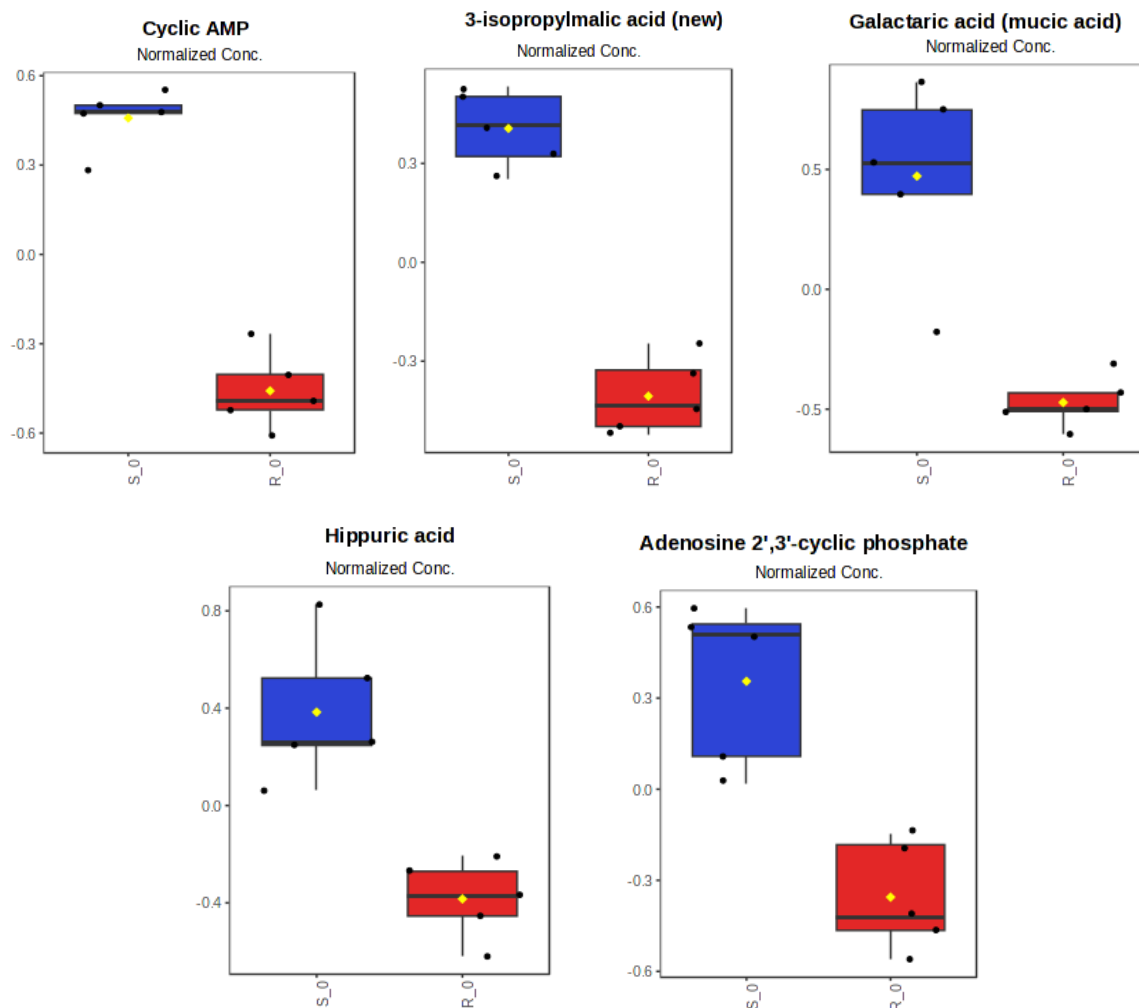 Cyclic AMP
Normalized Conc.
0.6
0.3
0.0
-0.3
-0.6
S_0
R_0
3-isopropylmalic acid (new)
Normalized Conc.
0.3
0.0
-0.3
S_0
R_0
Galactaric acid (mucic acid)
Normalized Conc.
0.5
0.0
-0.5
S_0
R_0
Hippuric acid
Normalized Conc.
0.8
0.4
0.0
-0.4
S_0
R_0
Adenosine 2',3'-cyclic phosphate
Normalized Conc.
0.6
0.3
0.0
-0.3
-0.6
S_0
R_0